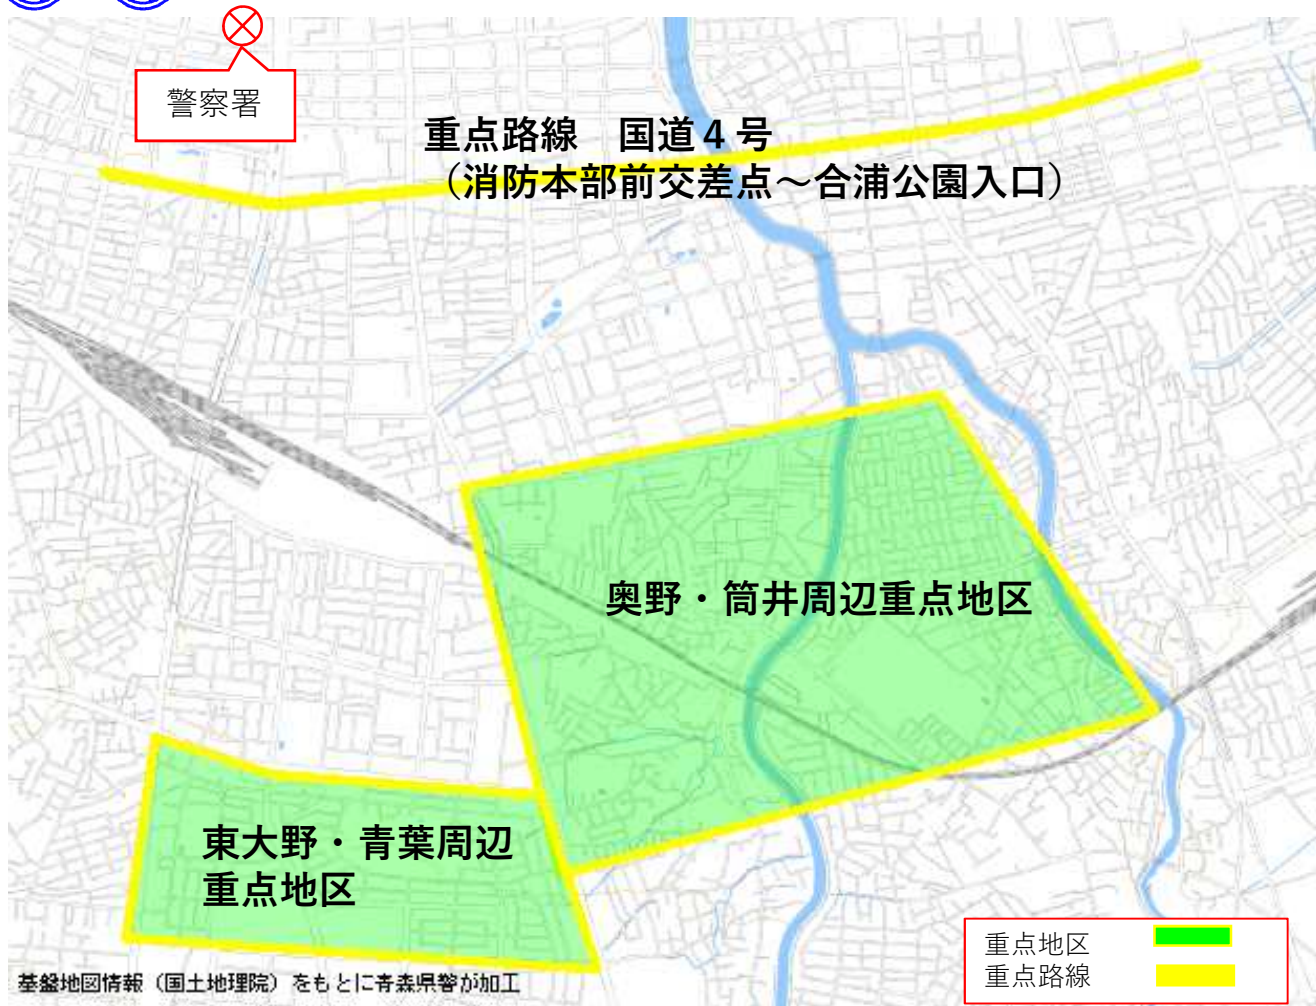 警察署
重点路線　国道４号
（消防本部前交差点～合浦公園入口）
奥野・筒井周辺重点地区
東大野・青葉周辺
重点地区
重点地区
重点路線
基盤地図情報（国土地理院）をもとに青森県警が加工